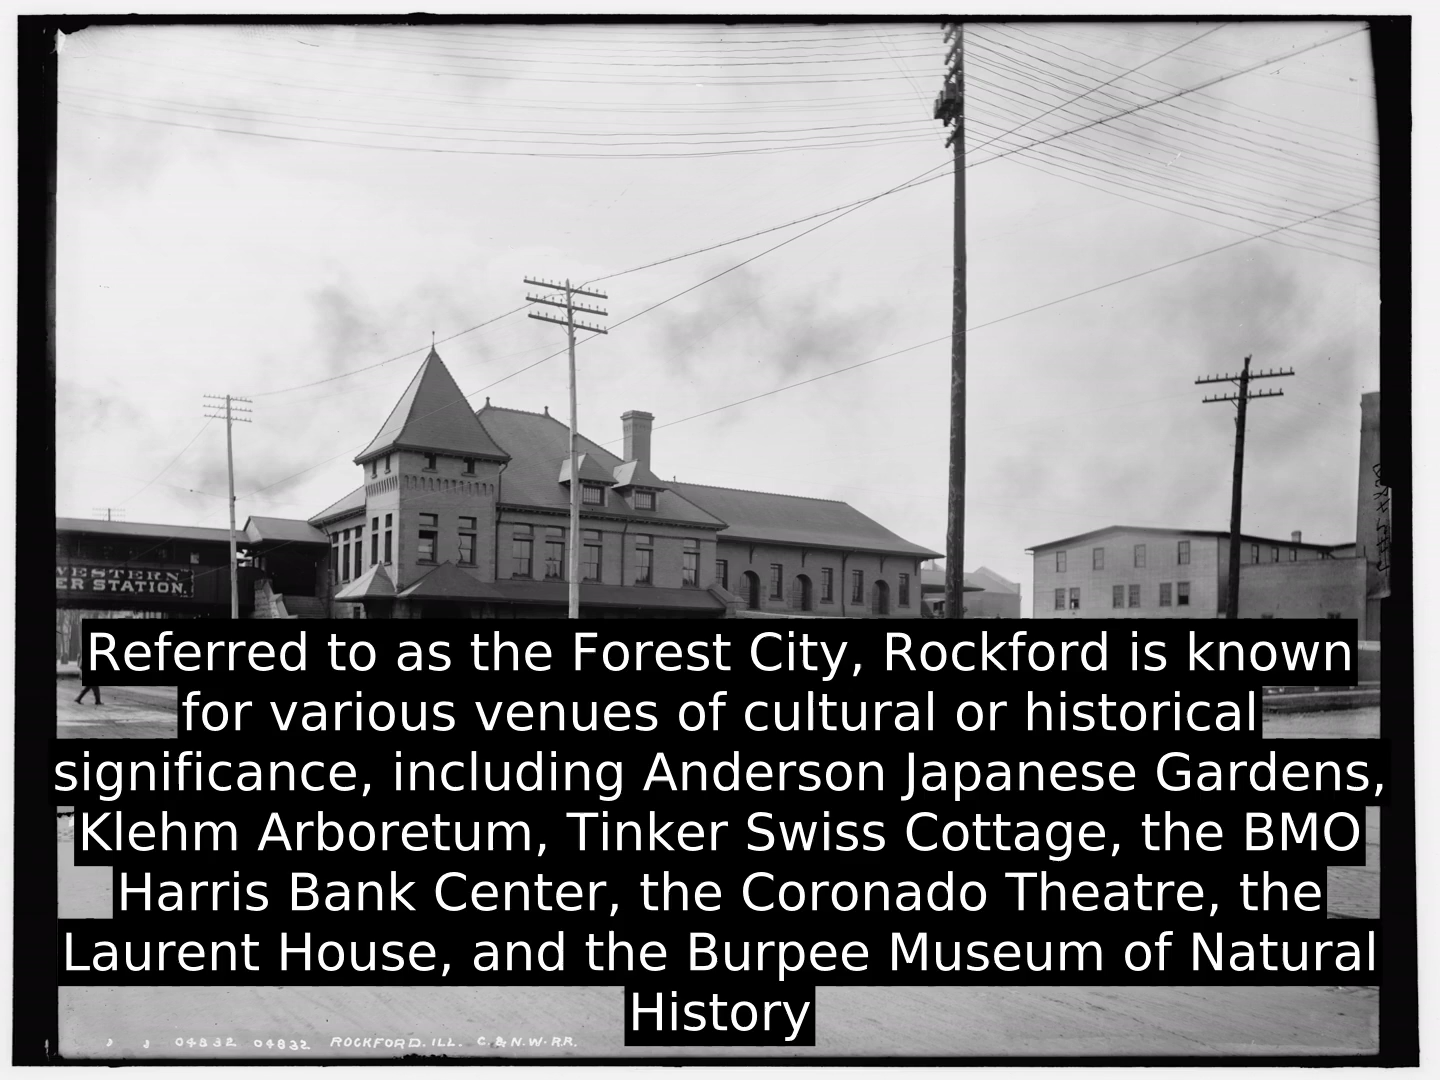 WESTERN
ER STATION.
Referred to as the Forest City, Rockford is known
for various venues of cultural or historical
significance, including Anderson Japanese Gardens,
Klehm Arboretum, Tinker Swiss Cottage, the BMO
Harris Bank Center, the Coronado Theatre, the
Laurent House, and the Burpee Museum of Natural
History
04832 04832 ROCKFORD. ILL. C. & N.W. R.R.